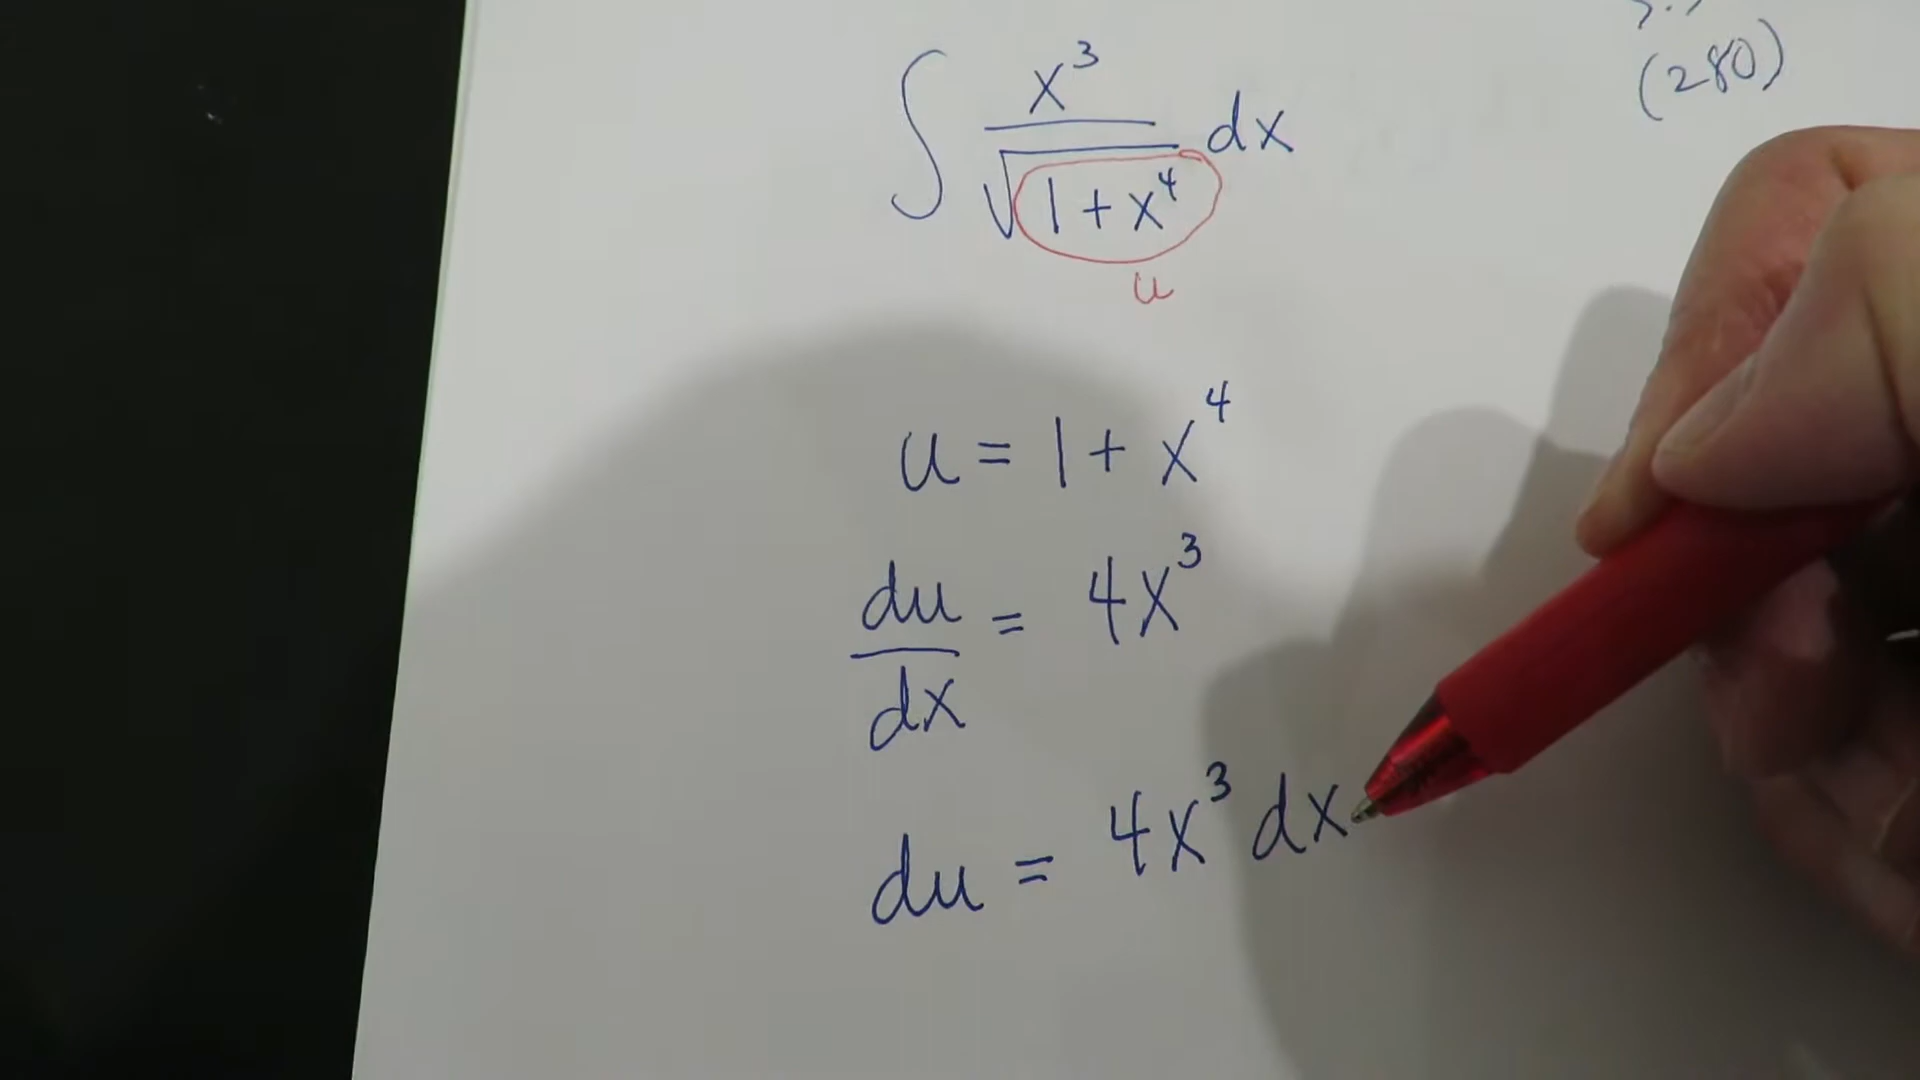 (280)
∫ x³/√(1+x⁴) dx
u
u = 1 + x⁴
du/dx = 4x³
du = 4x³ dx